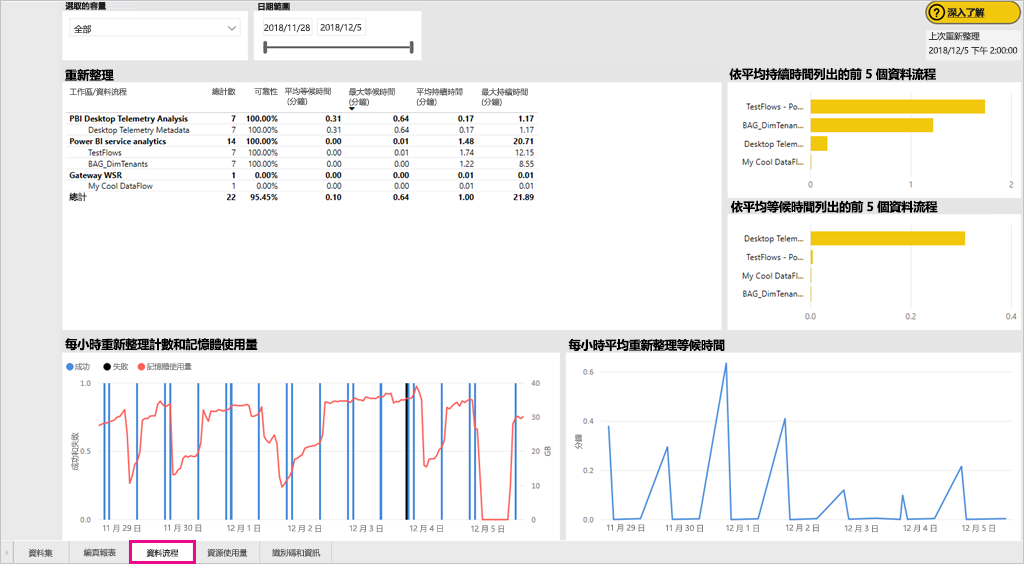 選取的容量
日期範圍
深入了解
全部
2018/11/28 2018/12/5
上次重新整理
2018/12/5 下午 2:00:00
重新整理
工作區/資料流程 總計數 可靠性 平均等候時間 (分鐘) 最大等候時間 (分鐘) 平均持續時間 (分鐘) 最大持續時間 (分鐘)
PBI Desktop Telemetry Analysis 7 100.00% 0.31 0.64 0.17 1.17
Desktop Telemetry Metadata 7 100.00% 0.31 0.64 0.17 1.17
Power BI service analytics 14 100.00% 0.00 0.01 1.48 20.71
TestFlows 7 100.00% 0.00 0.01 1.74 12.15
BAG_DimTenants 7 100.00% 0.00 0.00 1.22 8.55
Gateway WSR 1 0.00% 0.00 0.00 0.01 0.01
My Cool DataFlow 1 0.00% 0.00 0.00 0.01 0.01
總計 22 95.45% 0.10 0.64 1.00 21.89
依平均持續時間列出的前 5 個資料流程
TestFlows - Po...
BAG_DimTenan...
Desktop Telem...
My Cool DataFl...
0 1 2
依平均等候時間列出的前 5 個資料流程
Desktop Telem...
TestFlows - Po...
My Cool DataFl...
BAG_DimTenan...
0.0 0.2 0.4
每小時重新整理計數和記憶體使用量
成功 失敗 記憶體使用量
1.0 40
30
0.5 20
10
0.0 0
成功和失敗
GB
11 月 29 日 11 月 30 日 12 月 1 日 12 月 2 日 12 月 3 日 12 月 4 日 12 月 5 日
每小時平均重新整理等候時間
0.6
0.4
0.2
0.0
分鐘
11 月 29 日 11 月 30 日 12 月 1 日 12 月 2 日 12 月 3 日 12 月 4 日 12 月 5 日
資料集 編頁報表 資料流程 資源使用量 識別碼和資訊